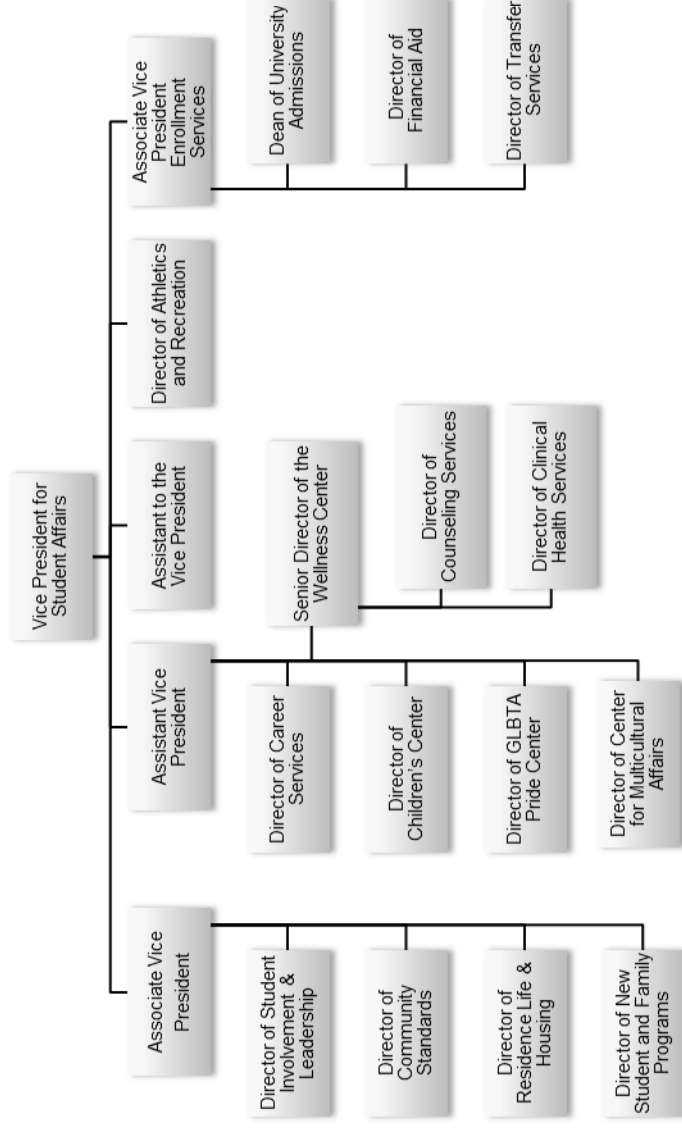 Vice President for
Student Affairs
Associate Vice
President
Director of Student
Involvement &
Leadership
Director of
Community
Standards
Director of
Residence Life &
Housing
Director of New
Student and Family
Programs
Assistant Vice
President
Director of Career
Services
Director of
Children's Center
Director of GLBTA
Pride Center
Director of Center
for Multicultural
Affairs
Senior Director of the
Wellness Center
Director of
Counseling Services
Director of Clinical
Health Services
Assistant to the
Vice President
Director of Athletics
and Recreation
Associate Vice
President
Enrollment
Services
Dean of University
Admissions
Director of
Financial Aid
Director of Transfer
Services